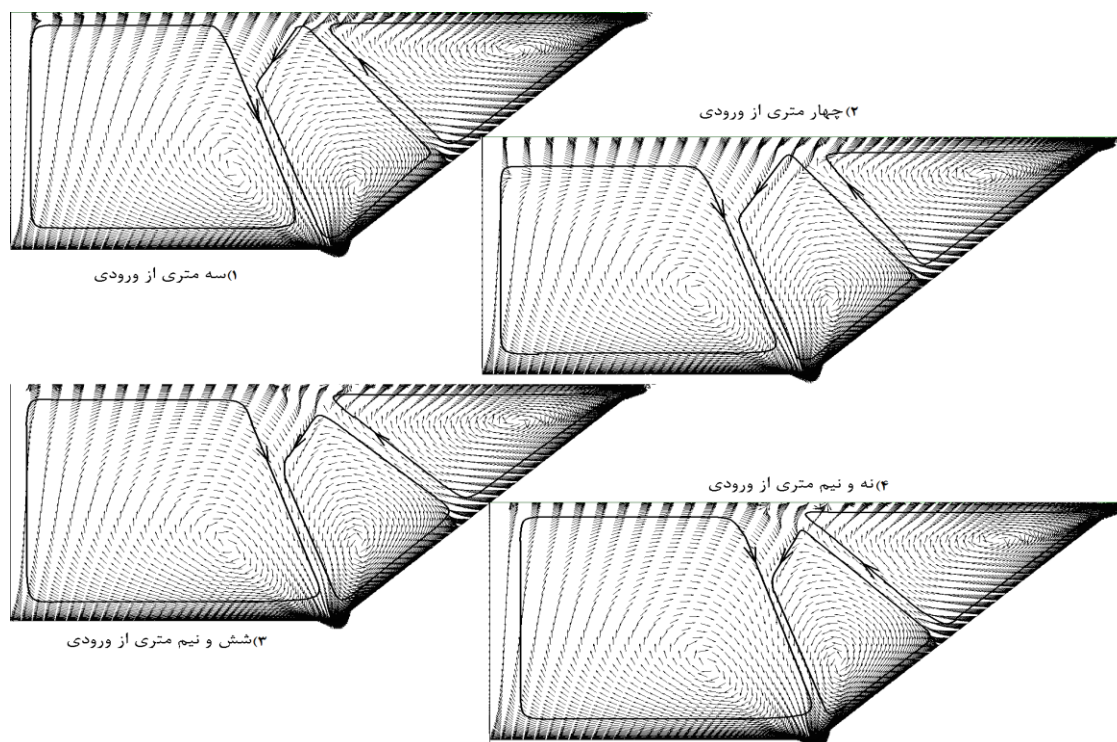 ۱)سه متری از ورودی
۲)چهار متری از ورودی
۳)شش و نیم متری از ورودی
۴)نه و نیم متری از ورودی